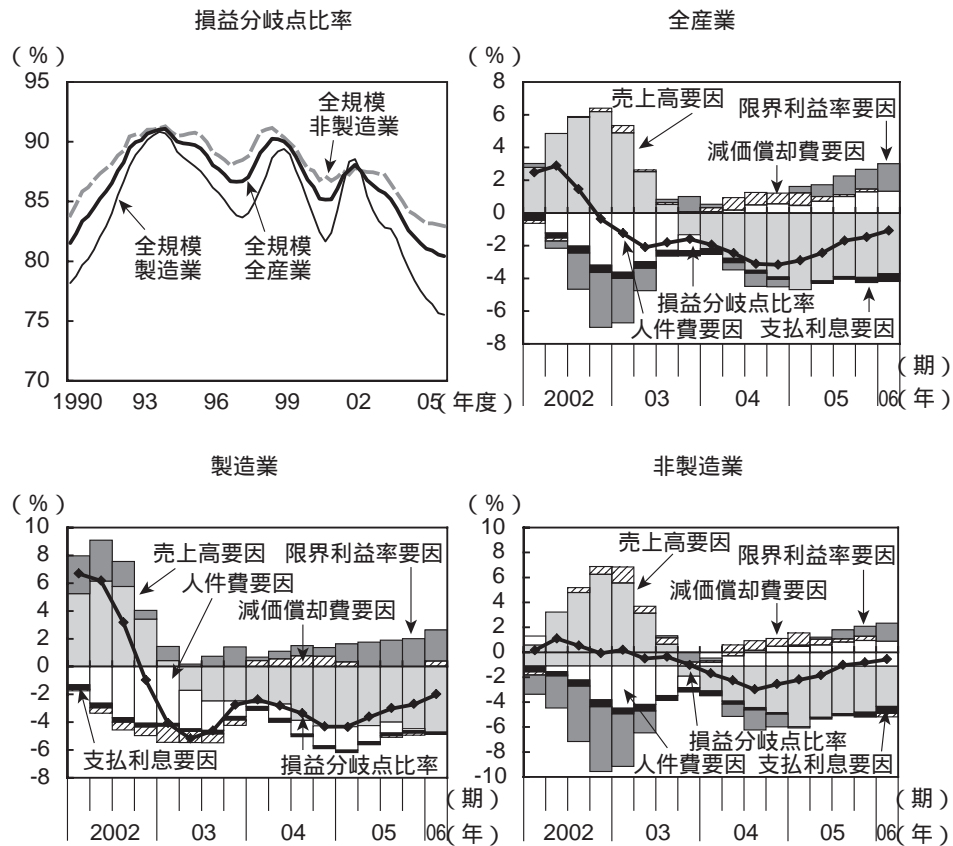 損益分岐点比率
(%)
95
90
85
80
75
70
全規模
非製造業
全規模
製造業
全規模
全産業
1990 93 96 99 02 05 (年度)
全産業
8
6
4
2
0
-2
-4
-6
-8
売上高要因
限界利益率要因
減価償却費要因
損益分岐点比率
人件費要因
支払利息要因
(期)
2002 03 04 05 06 (年)
製造業
(%)
10
8
6
4
2
0
-2
-4
-6
-8
売上高要因
人件費要因
限界利益率要因
減価償却費要因
支払利息要因
損益分岐点比率
(期)
2002 03 04 05 06 (年)
非製造業
(%)
10
8
6
4
2
0
-2
-4
-6
-8
-10
売上高要因
限界利益率要因
減価償却費要因
損益分岐点比率
人件費要因
支払利息要因
(期)
2002 03 04 05 06 (年)